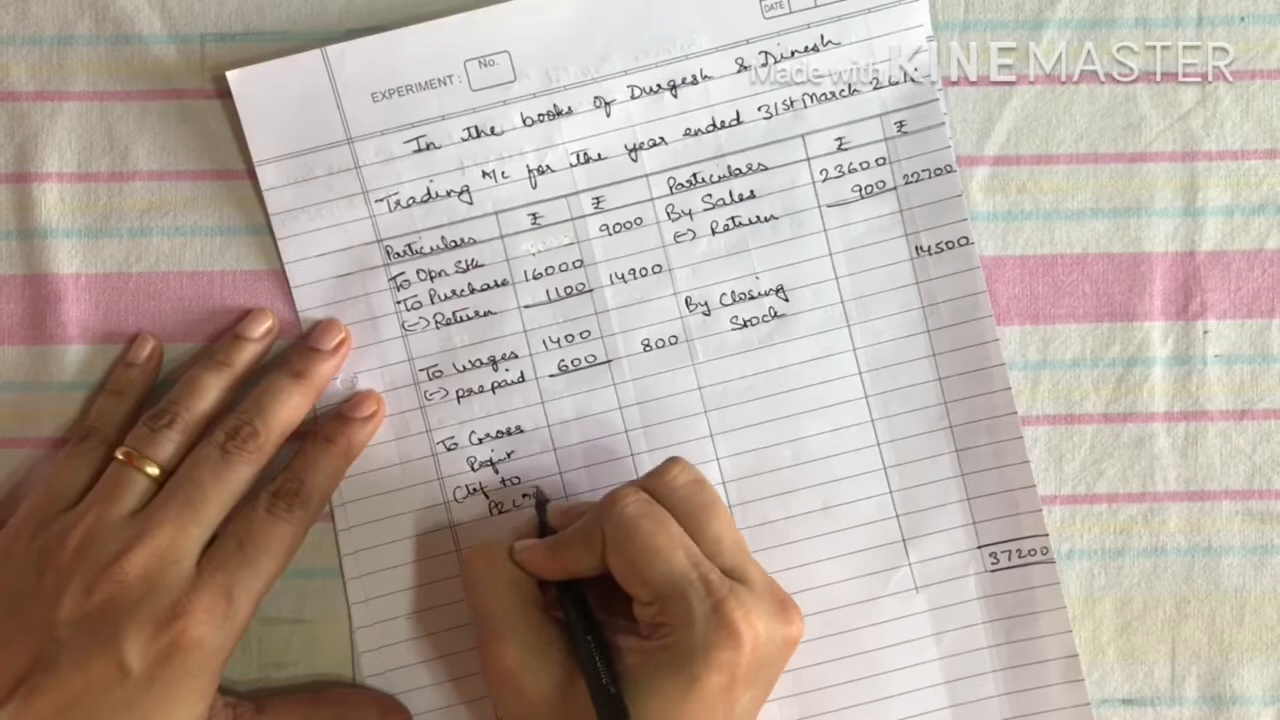 DATE
Made with KINEMASTER
EXPERIMENT :
No.
In the books of Durgesh & Dinesh
Trading A/c for the year ended 31st March
Particulars ₹ ₹ Particulars ₹ ₹
To Opn Stk 9000 By Sales 23600
To Purchase 16000 (-) Return 900 22700
(-) Return 1100 14900
By Closing 14500
Stock
To Wages 1400
(-) prepaid 600 800
To Gross
Profit
C/f to
37200